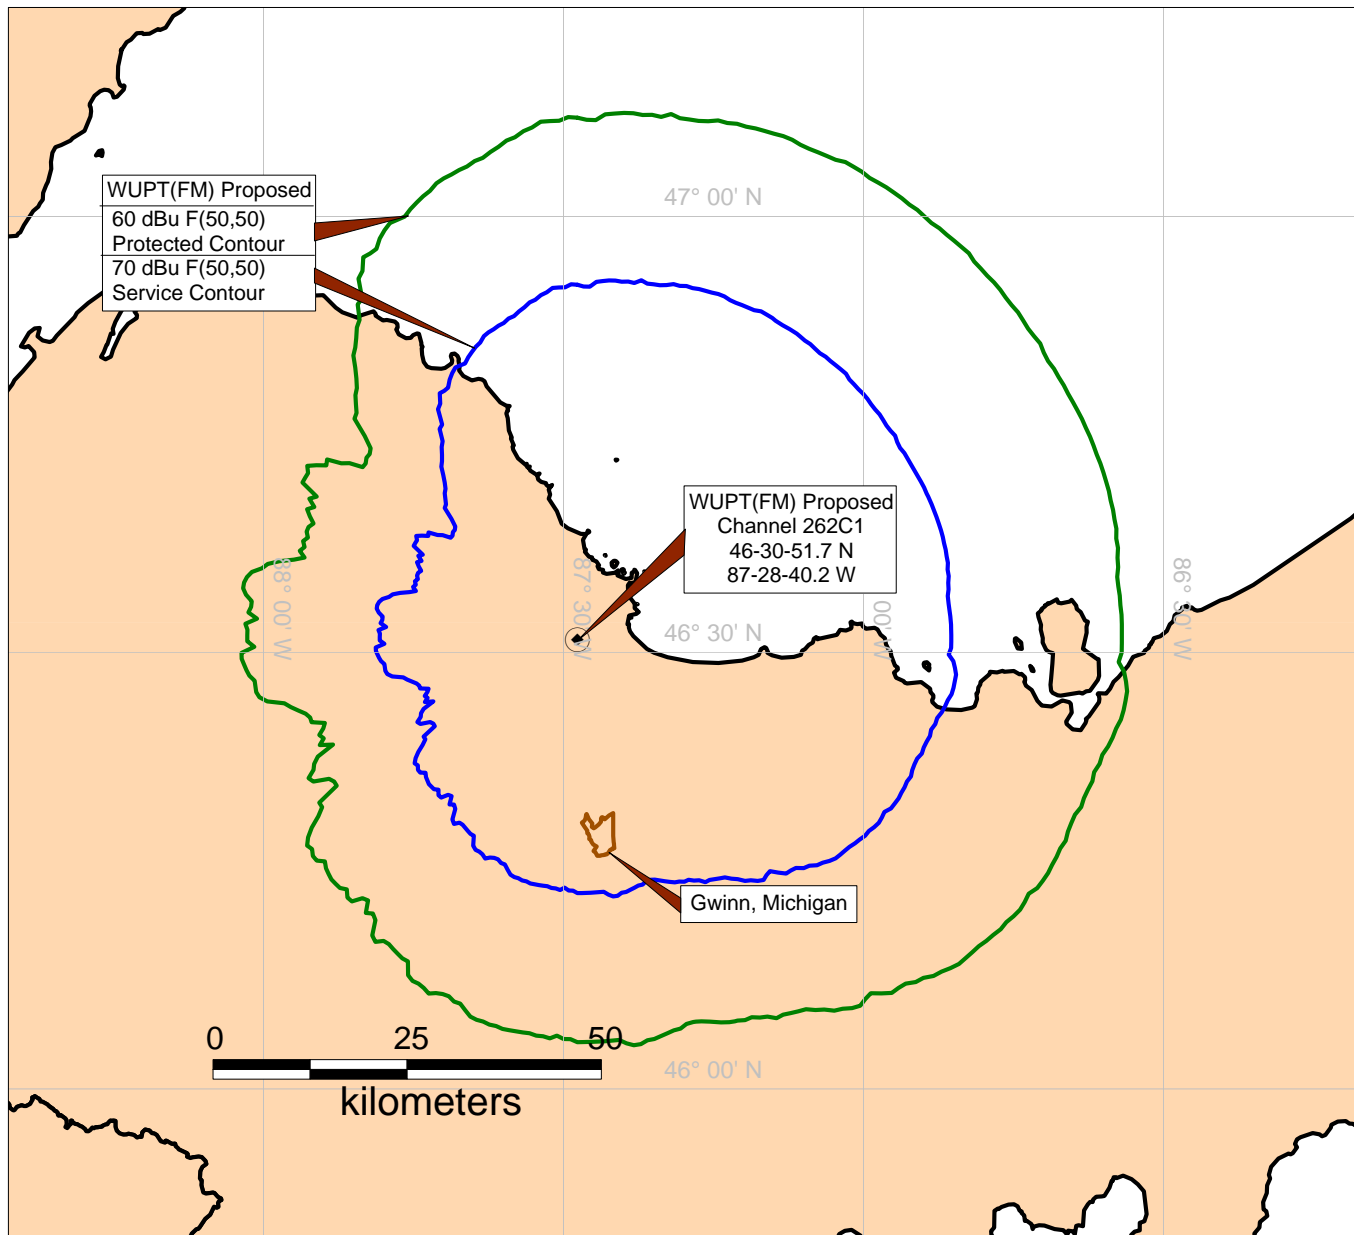 47° 00' N
WUPT(FM) Proposed
60 dBu F(50,50)
Protected Contour
70 dBu F(50,50)
Service Contour
WUPT(FM) Proposed
Channel 262C1
46-30-51.7 N
87-28-40.2 W
88° 00' W
87° 30' W
46° 30' N
00' W
86° 30' W
Gwinn, Michigan
0 25 50
kilometers
46° 00' N